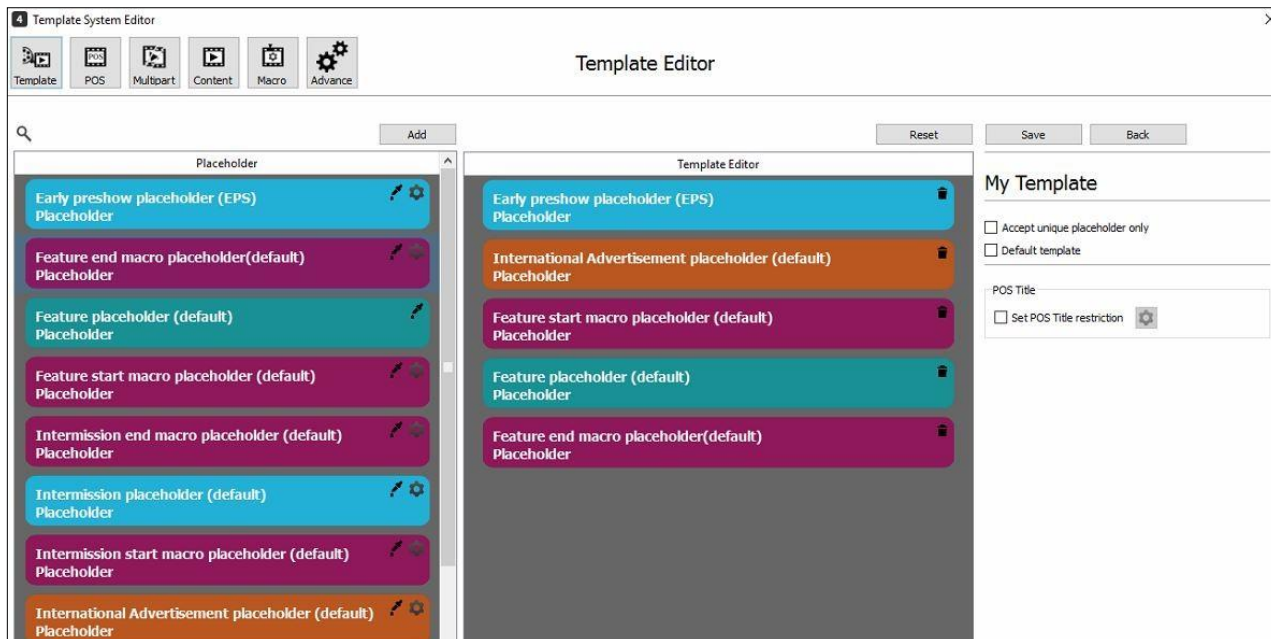 4 Template System Editor
Template
POS
POS
Multipart
Content
Macro
Advance
Template Editor
Add
Reset
Save
Back
Placeholder
Early preshow placeholder (EPS)
Placeholder
Feature end macro placeholder(default)
Placeholder
Feature placeholder (default)
Placeholder
Feature start macro placeholder (default)
Placeholder
Intermission end macro placeholder (default)
Placeholder
Intermission placeholder (default)
Placeholder
Intermission start macro placeholder (default)
Placeholder
International Advertisement placeholder (default)
Placeholder
Template Editor
Early preshow placeholder (EPS)
Placeholder
International Advertisement placeholder (default)
Placeholder
Feature start macro placeholder (default)
Placeholder
Feature placeholder (default)
Placeholder
Feature end macro placeholder(default)
Placeholder
My Template
Accept unique placeholder only
Default template
POS Title
Set POS Title restriction